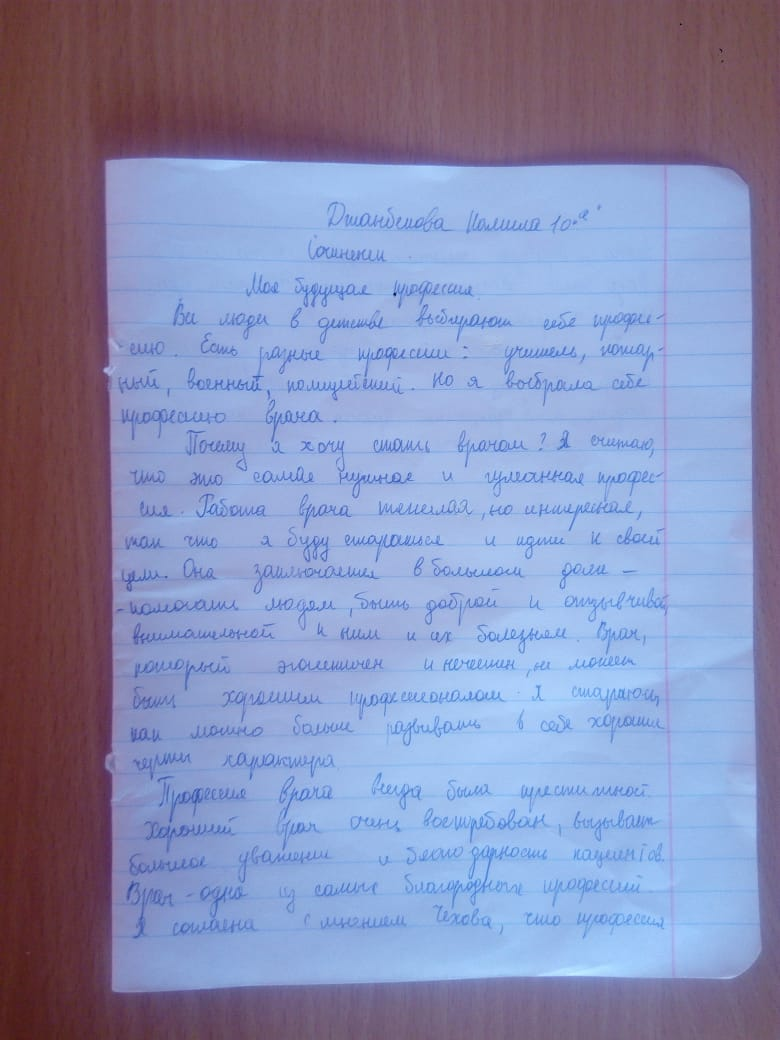 Джанбекова Камила 10 "а"
Сочинении.
Моя будущая профессия.
Все люди в детстве выбирают себе профес-
сию. Есть разные профессии: учитель, пожар-
ный, военный, полицейский. Но я выбрала себе
профессию врача.
Почему я хочу стать врачом? Я считаю,
что это самая нужная и гуманная профес-
сия. Работа врача тяжелая, но интересная,
так что я буду стараться и идти к своей
цели. Она заключается в большом долге -
- помогать людям, быть доброй и отзывчивой,
внимательной к ним и их болезням. Врач,
который эгоистичен и нечестен, не может
быть хорошим профессионалом. Я стараюсь,
как можно больше развивать в себе хорошие
черты характера.
Профессия врача всегда была престижной.
Хороший врач очень востребован, вызывает
большое уважение и благодарность пациентов.
Врач - одна из самых благородных профессий.
Я согласна с мнением Чехова, что профессия